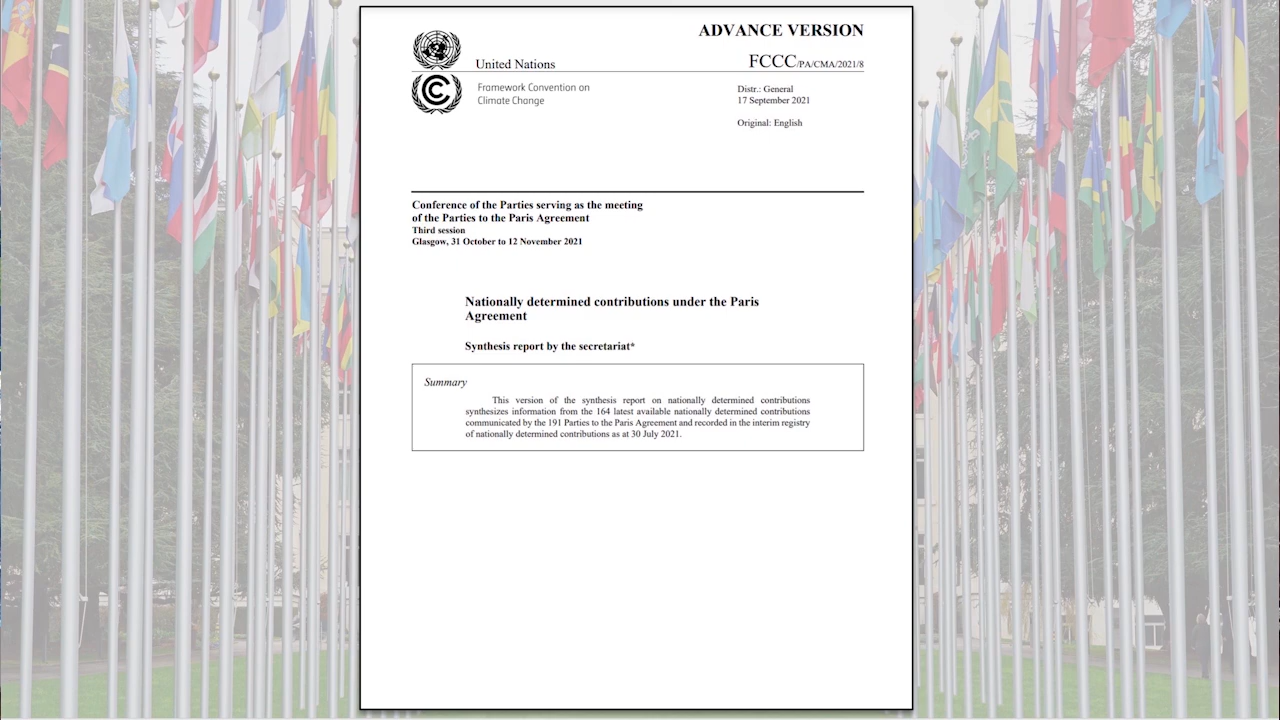 ADVANCE VERSION
United Nations
FCCC/PA/CMA/2021/8
Framework Convention on
Climate Change
Distr.: General
17 September 2021
Original: English
Conference of the Parties serving as the meeting
of the Parties to the Paris Agreement
Third session
Glasgow, 31 October to 12 November 2021
Nationally determined contributions under the Paris
Agreement
Synthesis report by the secretariat*
Summary
This version of the synthesis report on nationally determined contributions
synthesizes information from the 164 latest available nationally determined contributions
communicated by the 191 Parties to the Paris Agreement and recorded in the interim registry
of nationally determined contributions as at 30 July 2021.